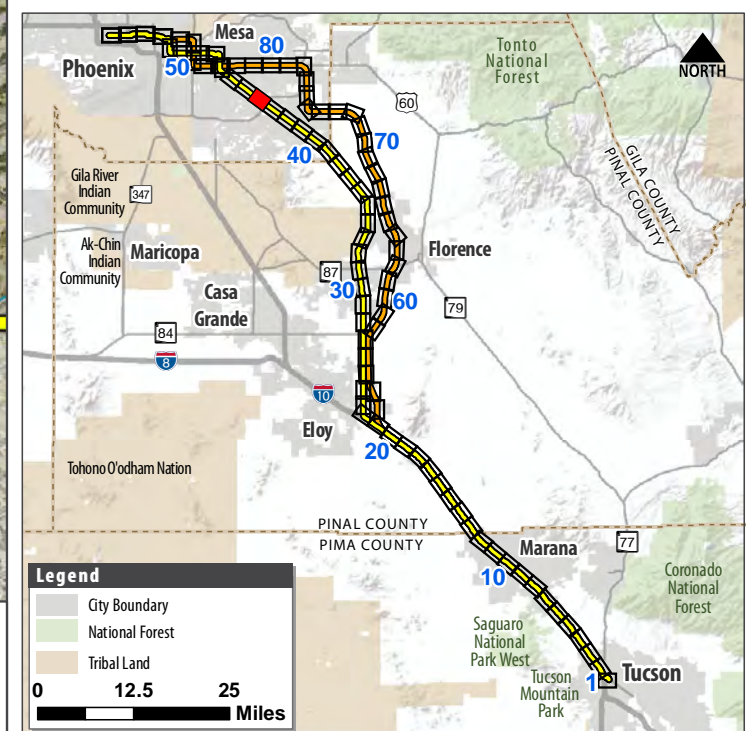 Mesa
80
Tonto
National
Forest
NORTH
Phoenix
50
60
70
40
GILA COUNTY
PINAL COUNTY
Gila River
Indian
Community
347
Ak-Chin
Indian
Community
Maricopa
Florence
87
30
60
Casa
Grande
79
84
8
10
Eloy
20
Tohono O'odham Nation
PINAL COUNTY
PIMA COUNTY
Marana
77
10
Coronado
National
Forest
Saguaro
National
Park West
Tucson
Mountain
Park
1
Tucson
Legend
City Boundary
National Forest
Tribal Land
0 12.5 25
Miles